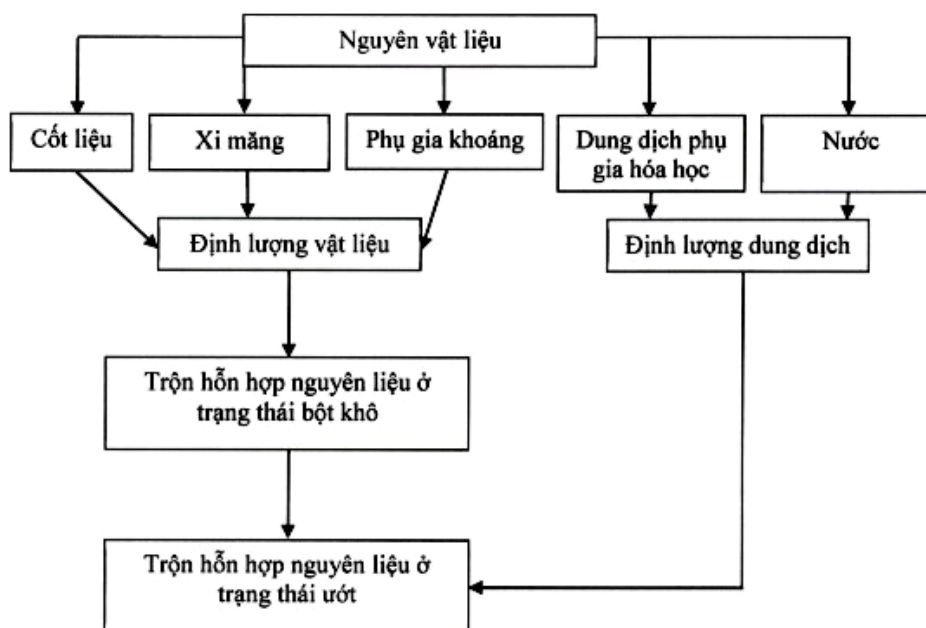 Nguyên vật liệu
Cốt liệu
Xi măng
Phụ gia khoáng
Dung dịch phụ
gia hóa học
Nước
Định lượng vật liệu
Định lượng dung dịch
Trộn hỗn hợp nguyên liệu ở
trạng thái bột khô
Trộn hỗn hợp nguyên liệu ở
trạng thái ướt